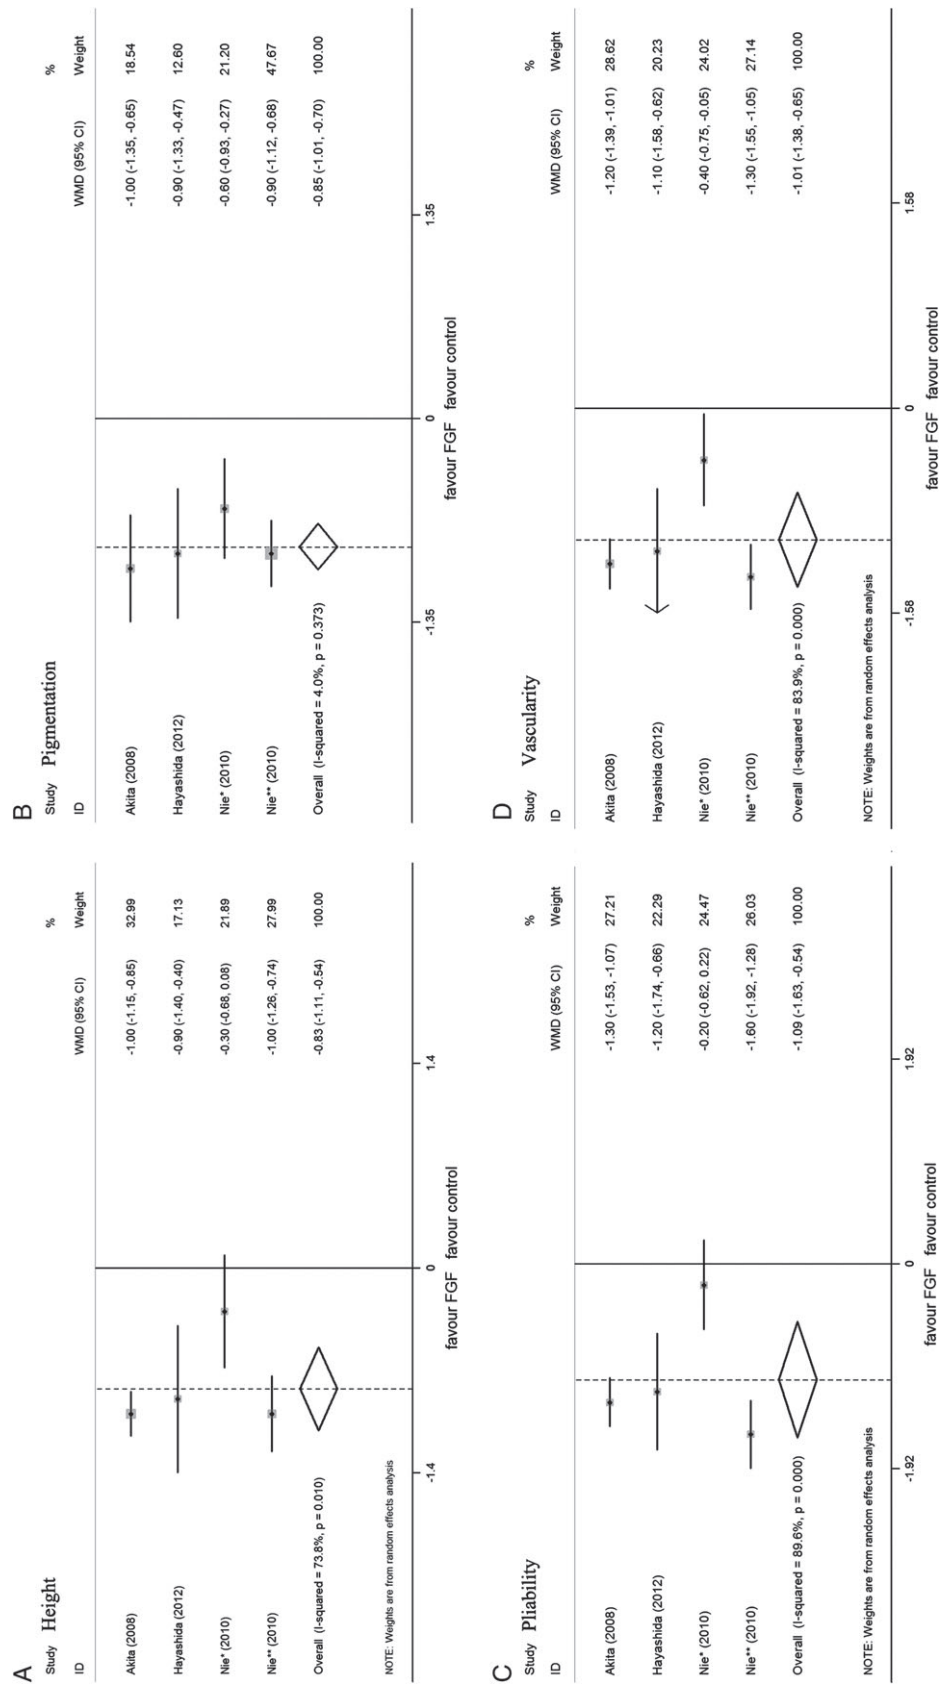 A
Study Height %
ID WMD (95% CI) Weight
Akita (2008) -1.00 (-1.15, -0.85) 32.99
Hayashida (2012) -0.90 (-1.40, -0.40) 17.13
Nie* (2010) -0.30 (-0.68, 0.08) 21.89
Nie** (2010) -1.00 (-1.26, -0.74) 27.99
Overall (I-squared = 73.8%, p = 0.010) -0.83 (-1.11, -0.54) 100.00
NOTE: Weights are from random effects analysis
-1.4 0 1.4
favour FGF favour control
B
Study Pigmentation %
ID WMD (95% CI) Weight
Akita (2008) -1.00 (-1.35, -0.65) 18.54
Hayashida (2012) -0.90 (-1.33, -0.47) 12.60
Nie* (2010) -0.60 (-0.93, -0.27) 21.20
Nie** (2010) -0.90 (-1.12, -0.68) 47.67
Overall (I-squared = 4.0%, p = 0.373) -0.85 (-1.01, -0.70) 100.00
-1.35 0 1.35
favour FGF favour control
C
Study Pliability %
ID WMD (95% CI) Weight
Akita (2008) -1.30 (-1.53, -1.07) 27.21
Hayashida (2012) -1.20 (-1.74, -0.66) 22.29
Nie* (2010) -0.20 (-0.62, 0.22) 24.47
Nie** (2010) -1.60 (-1.92, -1.28) 26.03
Overall (I-squared = 89.6%, p = 0.000) -1.09 (-1.63, -0.54) 100.00
NOTE: Weights are from random effects analysis
-1.92 0 1.92
favour FGF favour control
D
Study Vascularity %
ID WMD (95% CI) Weight
Akita (2008) -1.20 (-1.39, -1.01) 28.62
Hayashida (2012) -1.10 (-1.58, -0.62) 20.23
Nie* (2010) -0.40 (-0.75, -0.05) 24.02
Nie** (2010) -1.30 (-1.55, -1.05) 27.14
Overall (I-squared = 83.9%, p = 0.000) -1.01 (-1.38, -0.65) 100.00
NOTE: Weights are from random effects analysis
-1.58 0 1.58
favour FGF favour control